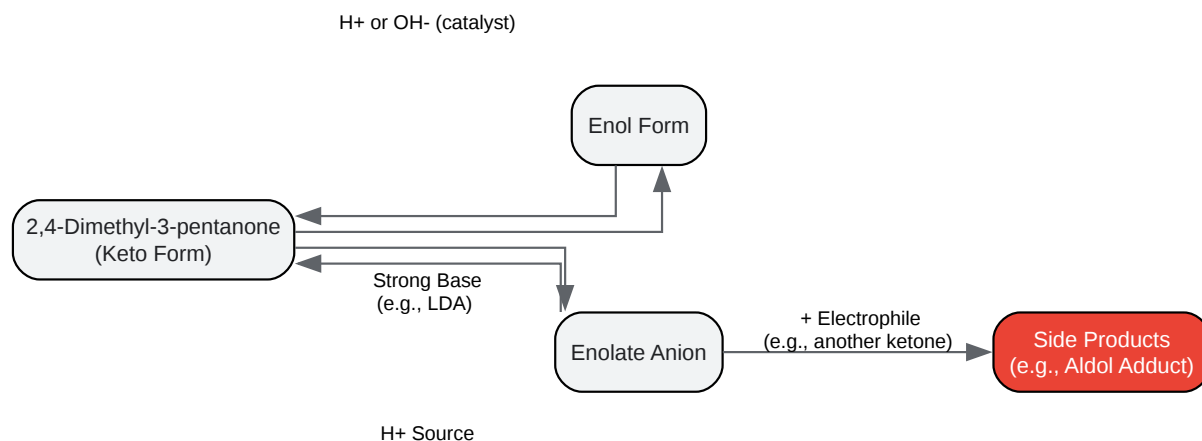 H+ or OH- (catalyst)
Enol Form
2,4-Dimethyl-3-pentanone
(Keto Form)
Strong Base
(e.g., LDA)
Enolate Anion
+ Electrophile
(e.g., another ketone)
Side Products
(e.g., Aldol Adduct)
H+ Source